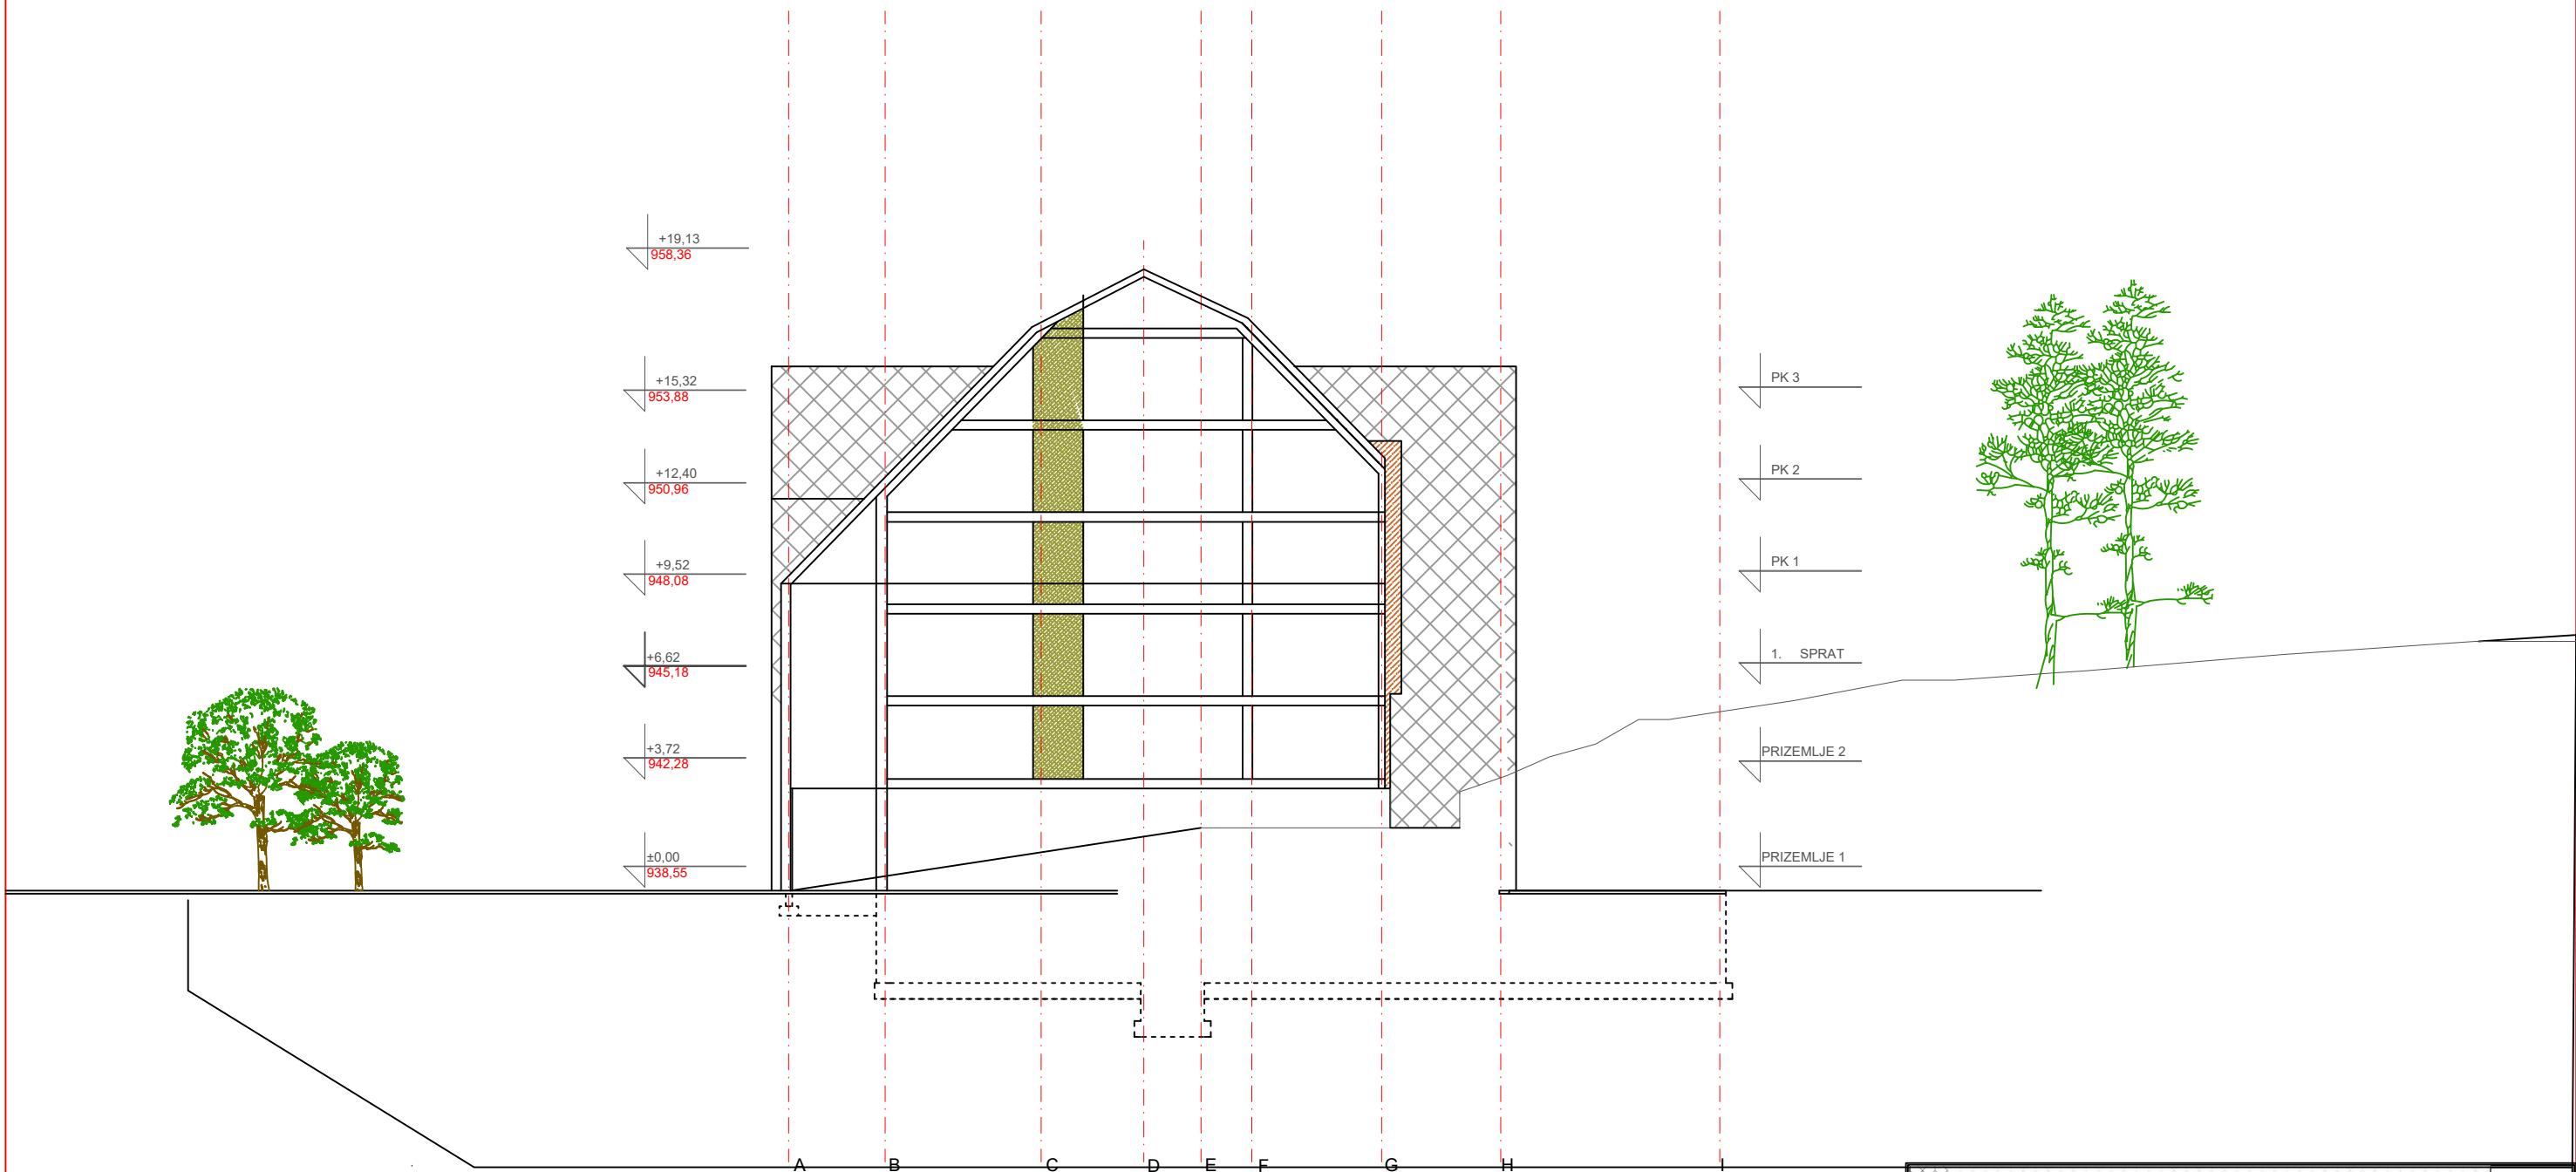 +19,13
958,36
+15,32
953,88
PK 3
+12,40
950,96
PK 2
+9,52
948,08
PK 1
+6,62
945,18
1. SPRAT
+3,72
942,28
PRIZEMLJE 2
±0,00
938,55
PRIZEMLJE 1
A B C D E F G H I